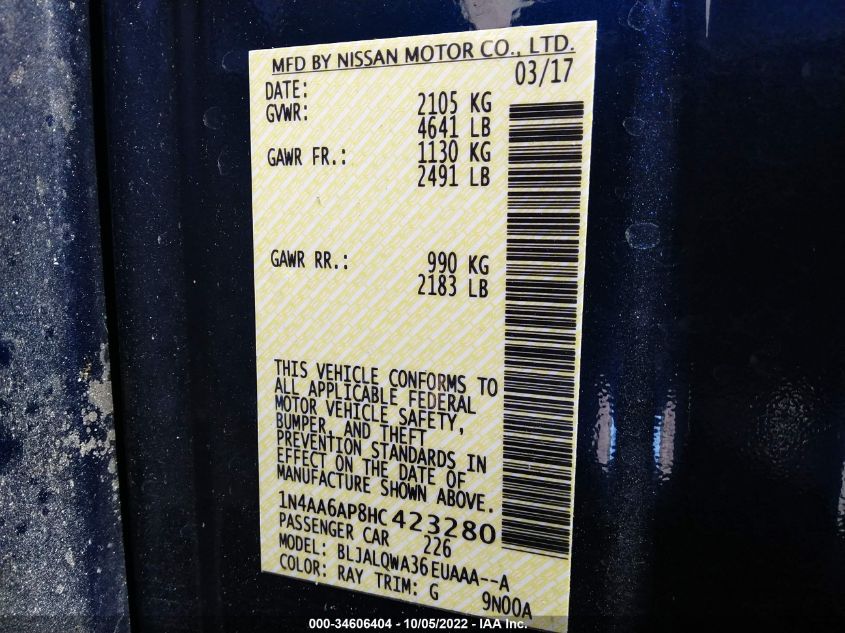 MFD BY NISSAN MOTOR CO., LTD.
DATE: 03/17
GVWR: 2105 KG
4641 LB
GAWR FR.: 1130 KG
2491 LB
GAWR RR.: 990 KG
2183 LB
THIS VEHICLE CONFORMS TO
ALL APPLICABLE FEDERAL
MOTOR VEHICLE SAFETY,
BUMPER, AND THEFT
PREVENTION STANDARDS IN
EFFECT ON THE DATE OF
MANUFACTURE SHOWN ABOVE.
1N4AA6AP8HC423280
PASSENGER CAR 226
MODEL: BLJALQWA36EUAAA--A
COLOR: RAY TRIM: G 9N00A
000-34606404 - 10/05/2022 - IAA Inc.